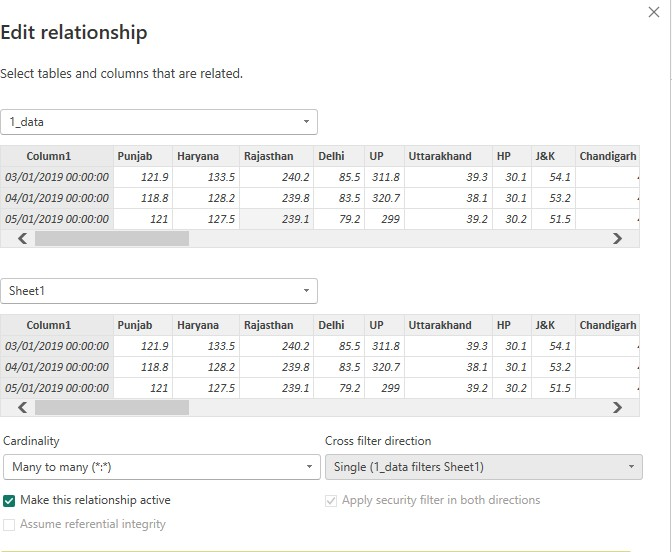 Edit relationship
Select tables and columns that are related.
1_data
Column1 Punjab Haryana Rajasthan Delhi UP Uttarakhand HP J&K Chandigarh
03/01/2019 00:00:00 121.9 133.5 240.2 85.5 311.8 39.3 30.1 54.1
04/01/2019 00:00:00 118.8 128.2 239.8 83.5 320.7 38.1 30.1 53.2
05/01/2019 00:00:00 121 127.5 239.1 79.2 299 39.2 30.2 51.5
Sheet1
Column1 Punjab Haryana Rajasthan Delhi UP Uttarakhand HP J&K Chandigarh
03/01/2019 00:00:00 121.9 133.5 240.2 85.5 311.8 39.3 30.1 54.1
04/01/2019 00:00:00 118.8 128.2 239.8 83.5 320.7 38.1 30.1 53.2
05/01/2019 00:00:00 121 127.5 239.1 79.2 299 39.2 30.2 51.5
Cardinality Cross filter direction
Many to many (*:*) Single (1_data filters Sheet1)
Make this relationship active Apply security filter in both directions
Assume referential integrity